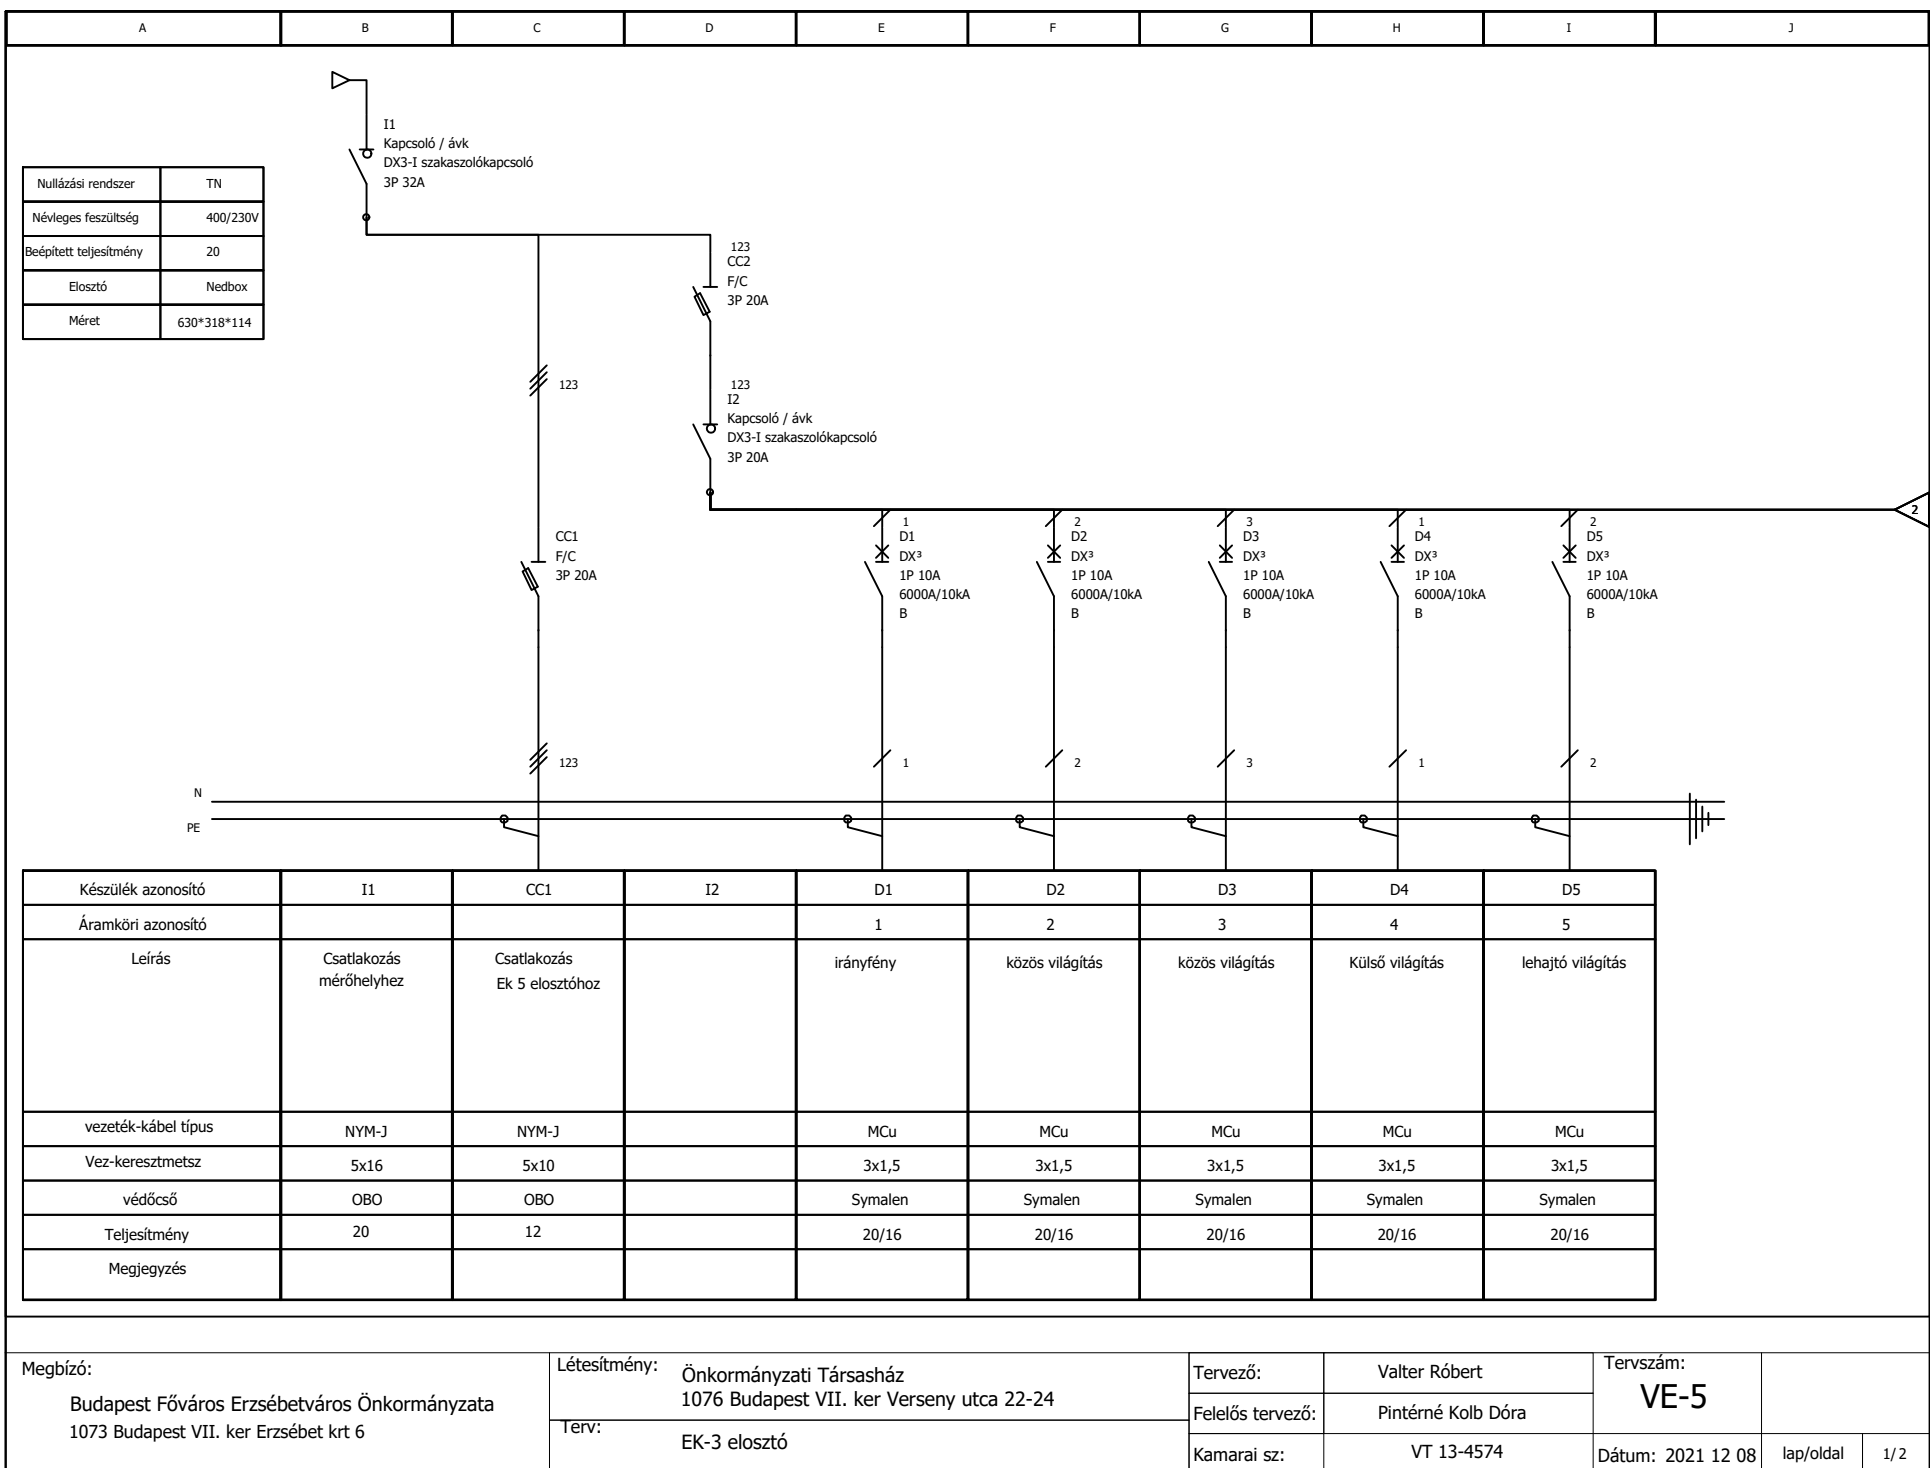 A B C D E F G H I J
I1
Kapcsoló / ávk
DX3-I szakaszolókapcsoló
3P 32A
Nullázási rendszer TN
Névleges feszültség 400/230V
Beépített teljesítmény 20
Elosztó Nedbox
Méret 630*318*114
123
CC2
F/C
3P 20A
123
123
I2
Kapcsoló / ávk
DX3-I szakaszolókapcsoló
3P 20A
2
CC1
F/C
3P 20A
1
D1
DX³
1P 10A
6000A/10kA
B
2
D2
DX³
1P 10A
6000A/10kA
B
3
D3
DX³
1P 10A
6000A/10kA
B
1
D4
DX³
1P 10A
6000A/10kA
B
2
D5
DX³
1P 10A
6000A/10kA
B
123 1 2 3 1 2
N
PE
Készülék azonosító I1 CC1 I2 D1 D2 D3 D4 D5
Áramköri azonosító 1 2 3 4 5
Leírás
Csatlakozás
mérőhelyhez
Csatlakozás
Ek 5 elosztóhoz
irányfény
közös világítás
közös világítás
Külső világítás
lehajtó világítás
vezeték-kábel típus NYM-J NYM-J MCu MCu MCu MCu MCu
Vez-keresztmetsz 5x16 5x10 3x1,5 3x1,5 3x1,5 3x1,5 3x1,5
védőcső OBO OBO Symalen Symalen Symalen Symalen Symalen
Teljesítmény 20 12 20/16 20/16 20/16 20/16 20/16
Megjegyzés
Megbízó:
Budapest Főváros Erzsébetváros Önkormányzata
1073 Budapest VII. ker Erzsébet krt 6
Létesítmény:
Önkormányzati Társasház
1076 Budapest VII. ker Verseny utca 22-24
Terv:
EK-3 elosztó
Tervező: Valter Róbert
Felelős tervező: Pintérné Kolb Dóra
Kamarai sz: VT 13-4574
Tervszám:
VE-5
Dátum: 2021 12 08
lap/oldal 1/2